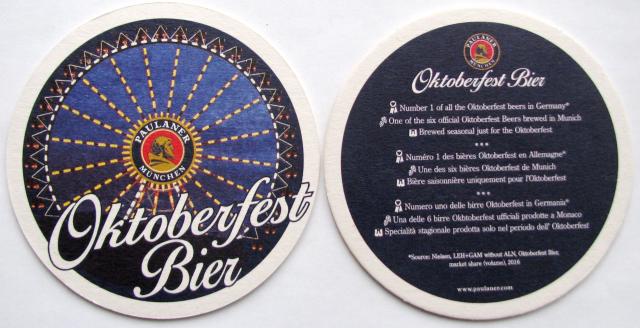 PAULANER
MÜNCHEN
Oktoberfest
Bier
PAULANER
MÜNCHEN
Oktoberfest Bier
Number 1 of all the Oktoberfest beers in Germany*
One of the six official Oktoberfest Beers brewed in Munich
Brewed seasonal just for the Oktoberfest
***
Numéro 1 des bières Oktoberfest en Allemagne*
Une des six bières Oktoberfest de Munich
Bière saisonnière uniquement pour l'Oktoberfest
***
Numero uno delle birre Oktoberfest in Germania*
Una delle 6 birre Oktoberfest ufficiali prodotte a Monaco
Specialità stagionale prodotta solo nel periodo dell' Oktoberfest
*Source: Nielsen, LEH+GAM without ALN, Oktoberfest Bier,
market share (volume), 2016
www.paulaner.com